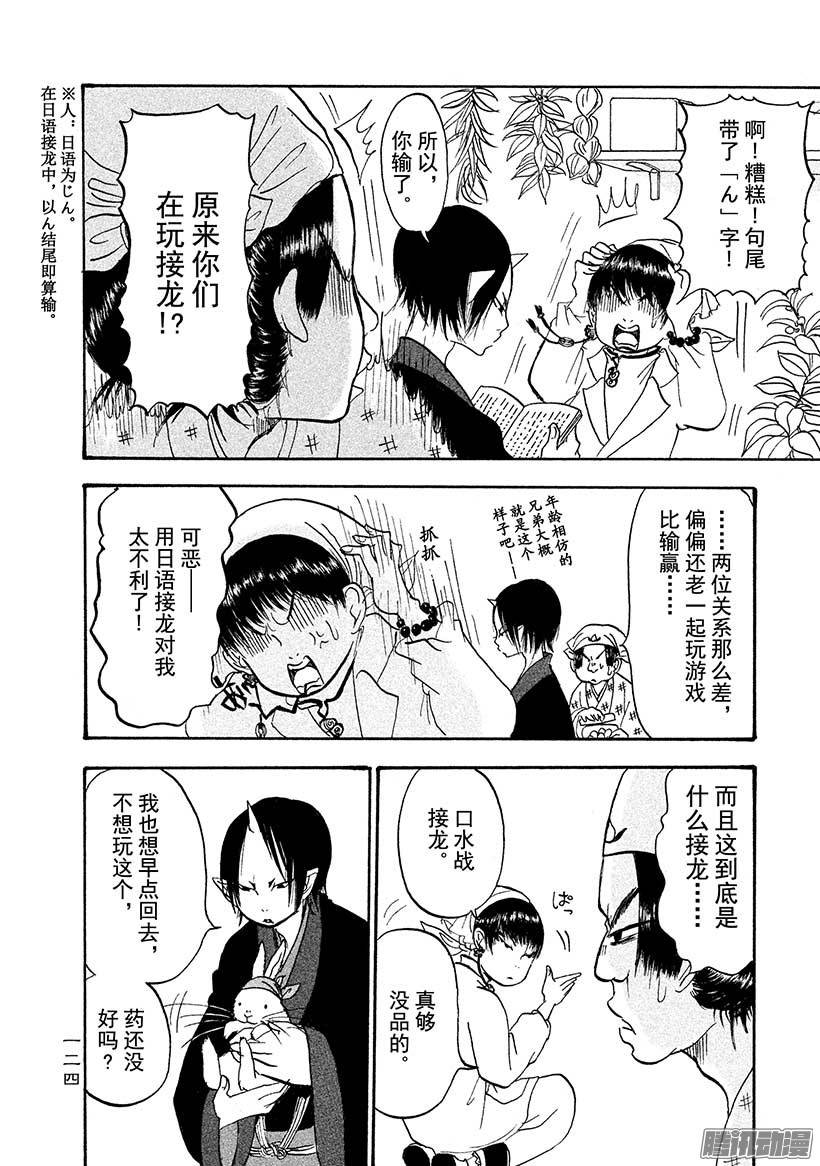 啊！糟糕！句尾
带了「ん」字！
所以，
你输了。
原来你们
在玩接龙
!?
※人：日语为じん。
在日语接龙中，以ん结尾即算输。
……两位关系那么差，
偏偏还老一起玩游戏
比输赢……
年龄相仿的
兄弟大概
就是这个
样子吧！
抓
抓
可恶——
用日语接龙对我
太不利了！
而且这到底是
什么接龙……
口水战
接龙。
ぱっ
真够
没品的。
我也想早点回去，
不想玩这个，
药还没
好吗？
一二四
腾讯动漫